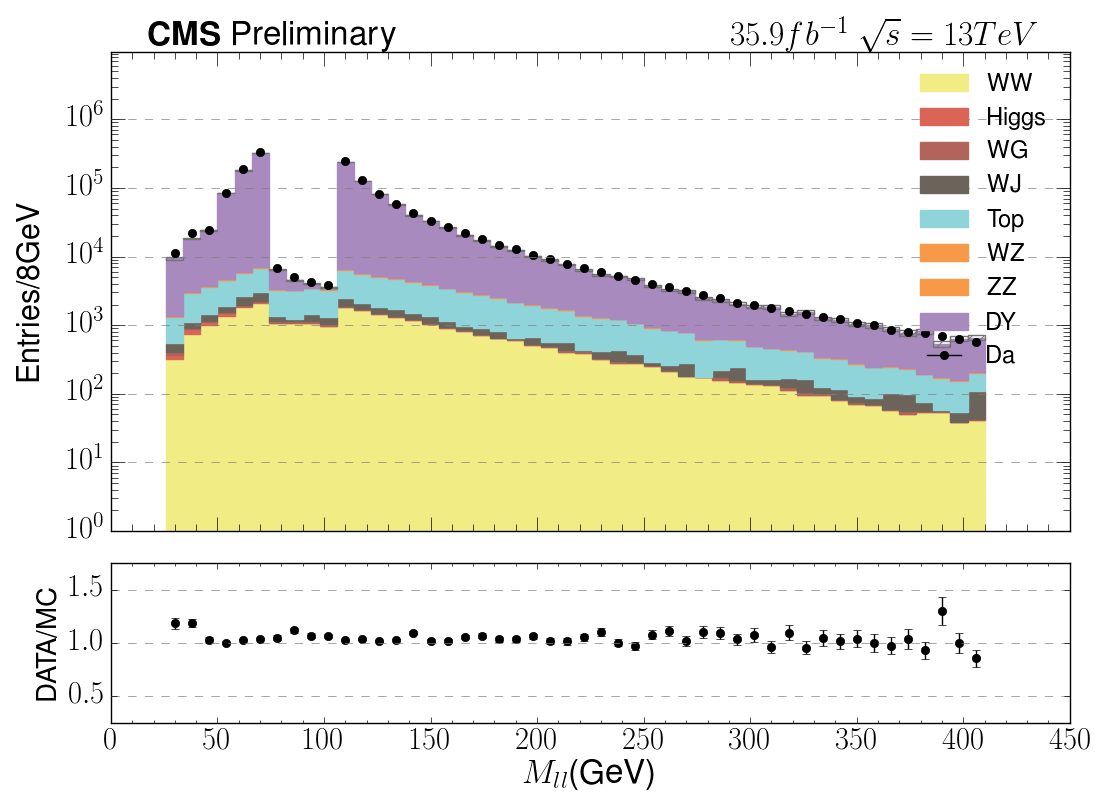 CMS Preliminary
35.9fb⁻¹ √s = 13TeV
Entries/8GeV
10⁶
10⁵
10⁴
10³
10²
10¹
10⁰
WW
Higgs
WG
WJ
Top
WZ
ZZ
DY
Da
DATA/MC
1.5
1.0
0.5
0 50 100 150 200 250 300 350 400 450
M_ll(GeV)